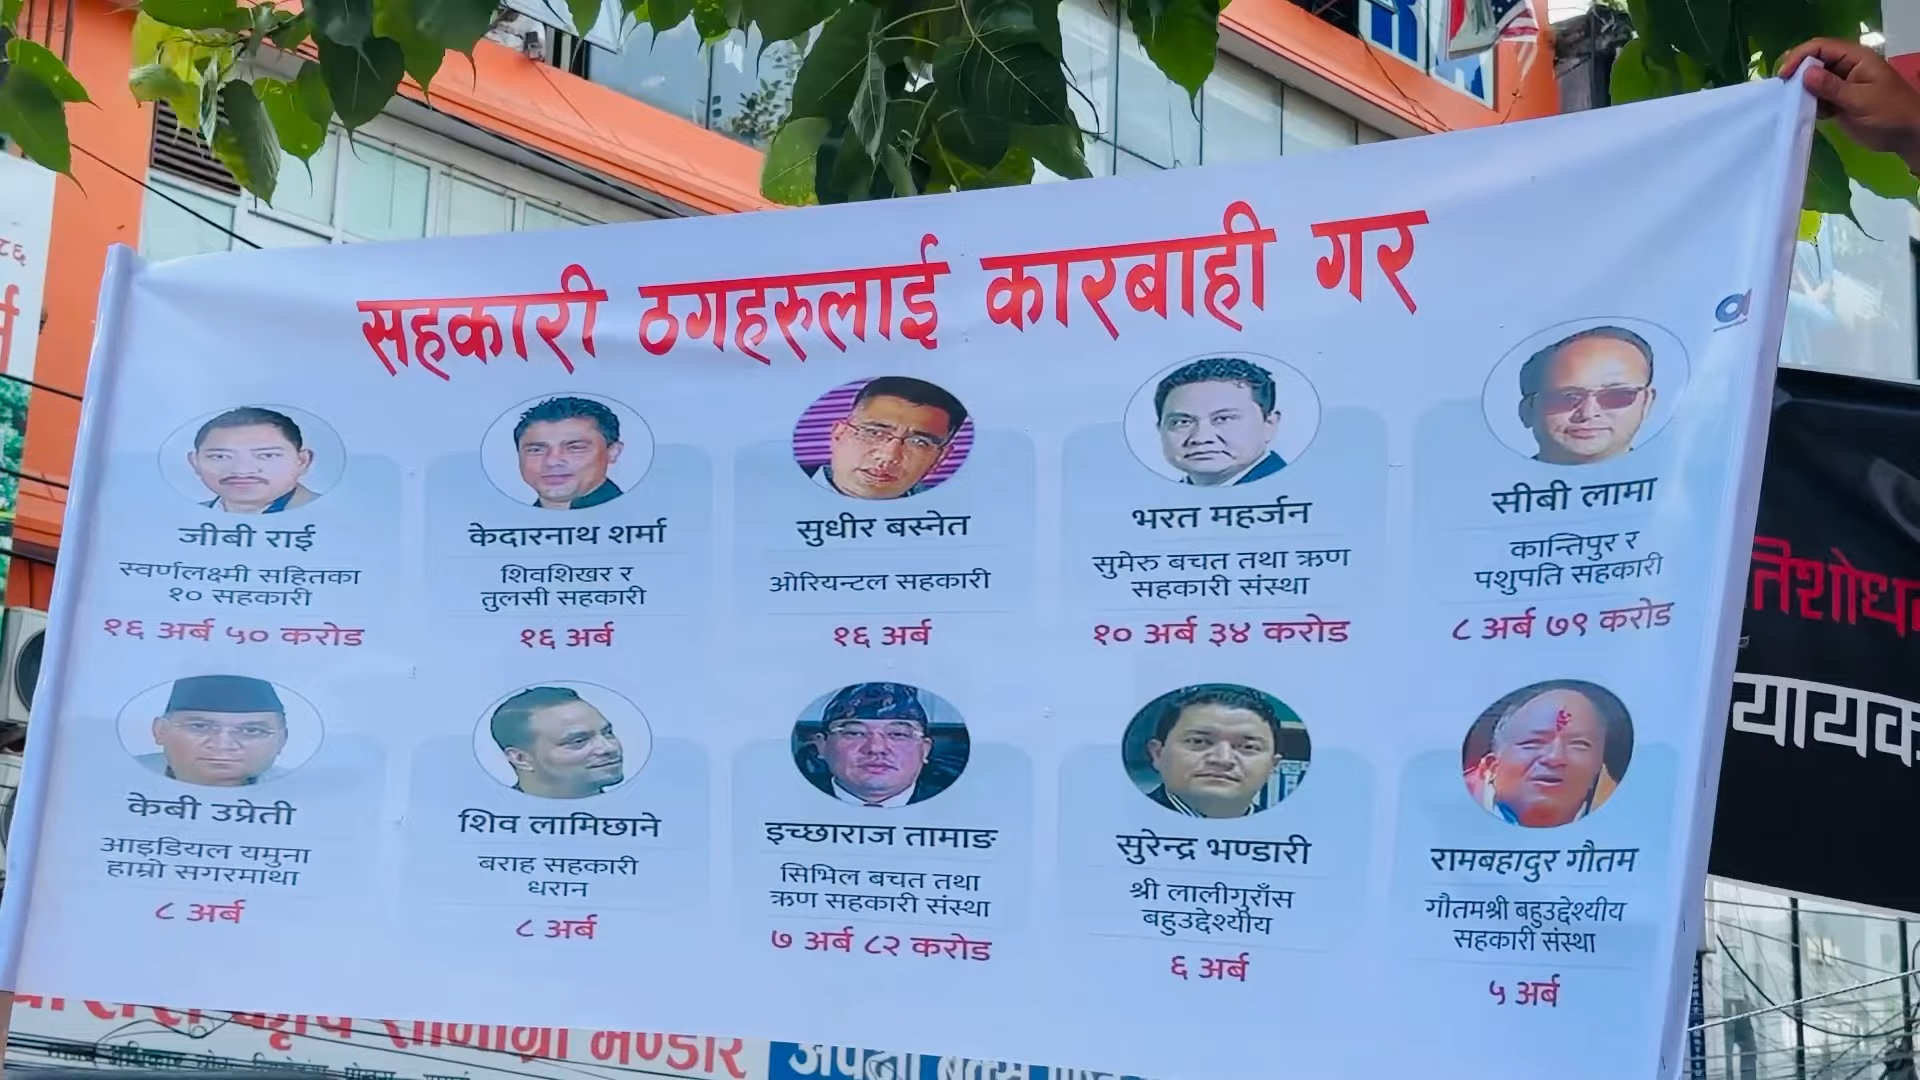 सहकारी ठगहरुलाई कारबाही गर
जीबी राई
स्वर्णलक्ष्मी सहितका
१० सहकारी
१६ अर्ब ५० करोड
केदारनाथ शर्मा
शिवशिखर र
तुलसी सहकारी
१६ अर्ब
सुधीर बस्नेत
ओरियन्टल सहकारी
१६ अर्ब
भरत महर्जन
सुमेरु बचत तथा ऋण
सहकारी संस्था
१० अर्ब ३४ करोड
सीबी लामा
कान्तिपुर र
पशुपति सहकारी
८ अर्ब ७९ करोड
केबी उप्रेती
आइडियल यमुना
हाम्रो सगरमाथा
८ अर्ब
शिव लामिछाने
बराह सहकारी
धरान
८ अर्ब
इच्छाराज तामाङ
सिभिल बचत तथा
ऋण सहकारी संस्था
७ अर्ब ८२ करोड
सुरेन्द्र भण्डारी
श्री लालीगुराँस
बहुउद्देश्यीय
६ अर्ब
रामबहादुर गौतम
गौतमश्री बहुउद्देश्यीय
सहकारी संस्था
५ अर्ब
८६
भण्डार